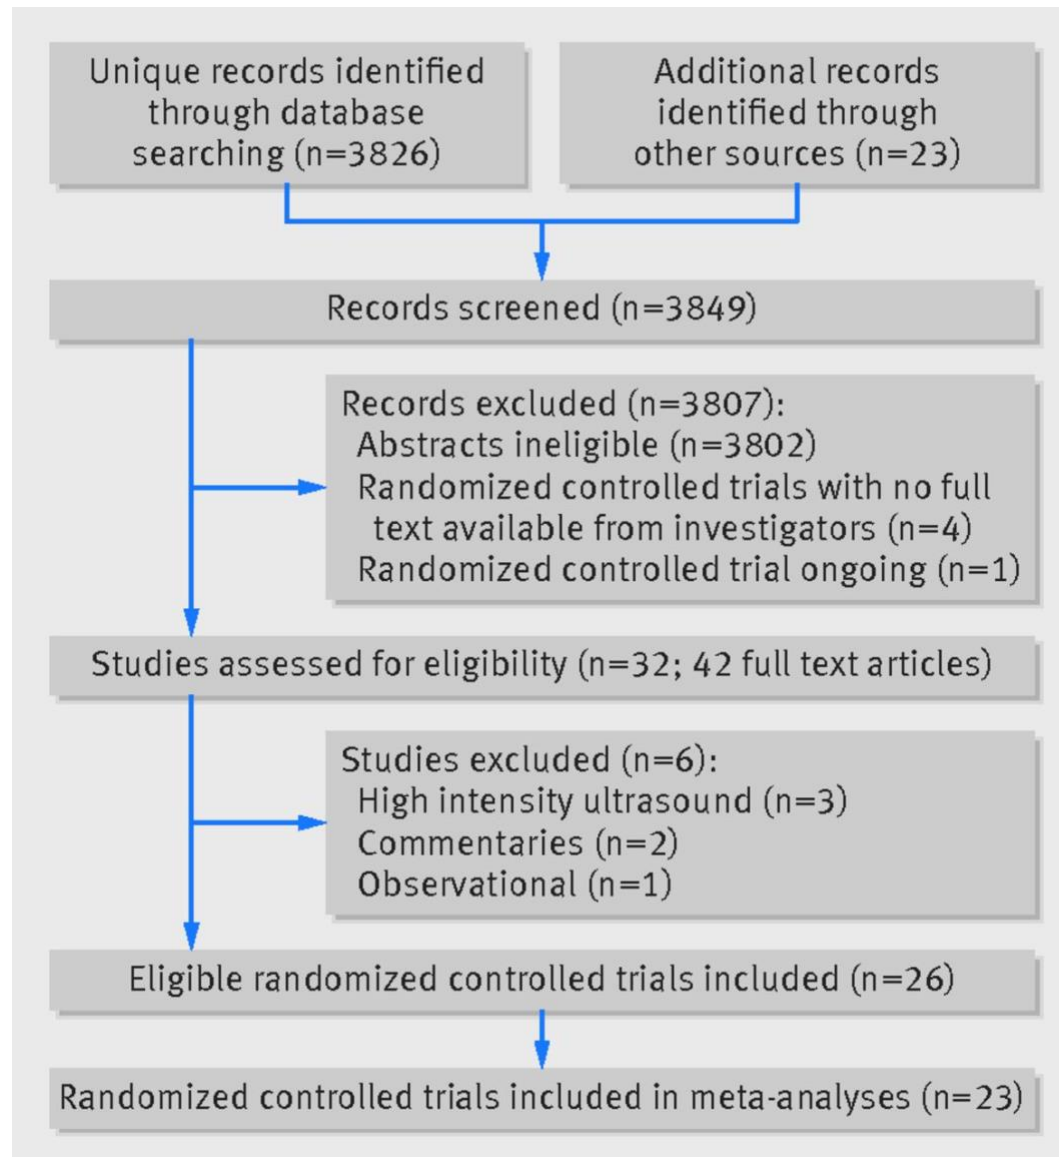 Unique records identified
through database
searching (n=3826)
Additional records
identified through
other sources (n=23)
Records screened (n=3849)
Records excluded (n=3807):
Abstracts ineligible (n=3802)
Randomized controlled trials with no full
text available from investigators (n=4)
Randomized controlled trial ongoing (n=1)
Studies assessed for eligibility (n=32; 42 full text articles)
Studies excluded (n=6):
High intensity ultrasound (n=3)
Commentaries (n=2)
Observational (n=1)
Eligible randomized controlled trials included (n=26)
Randomized controlled trials included in meta-analyses (n=23)